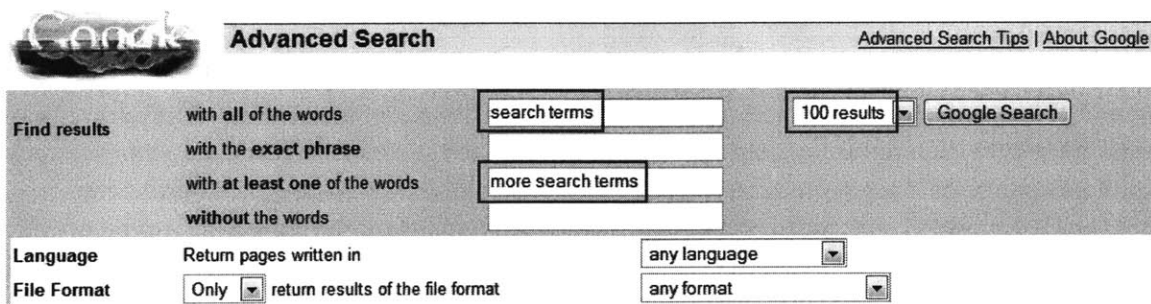 Google Advanced Search Advanced Search Tips | About Google
Find results with all of the words search terms 100 results Google Search
with the exact phrase
with at least one of the words more search terms
without the words
Language Return pages written in any language
File Format Only return results of the file format any format